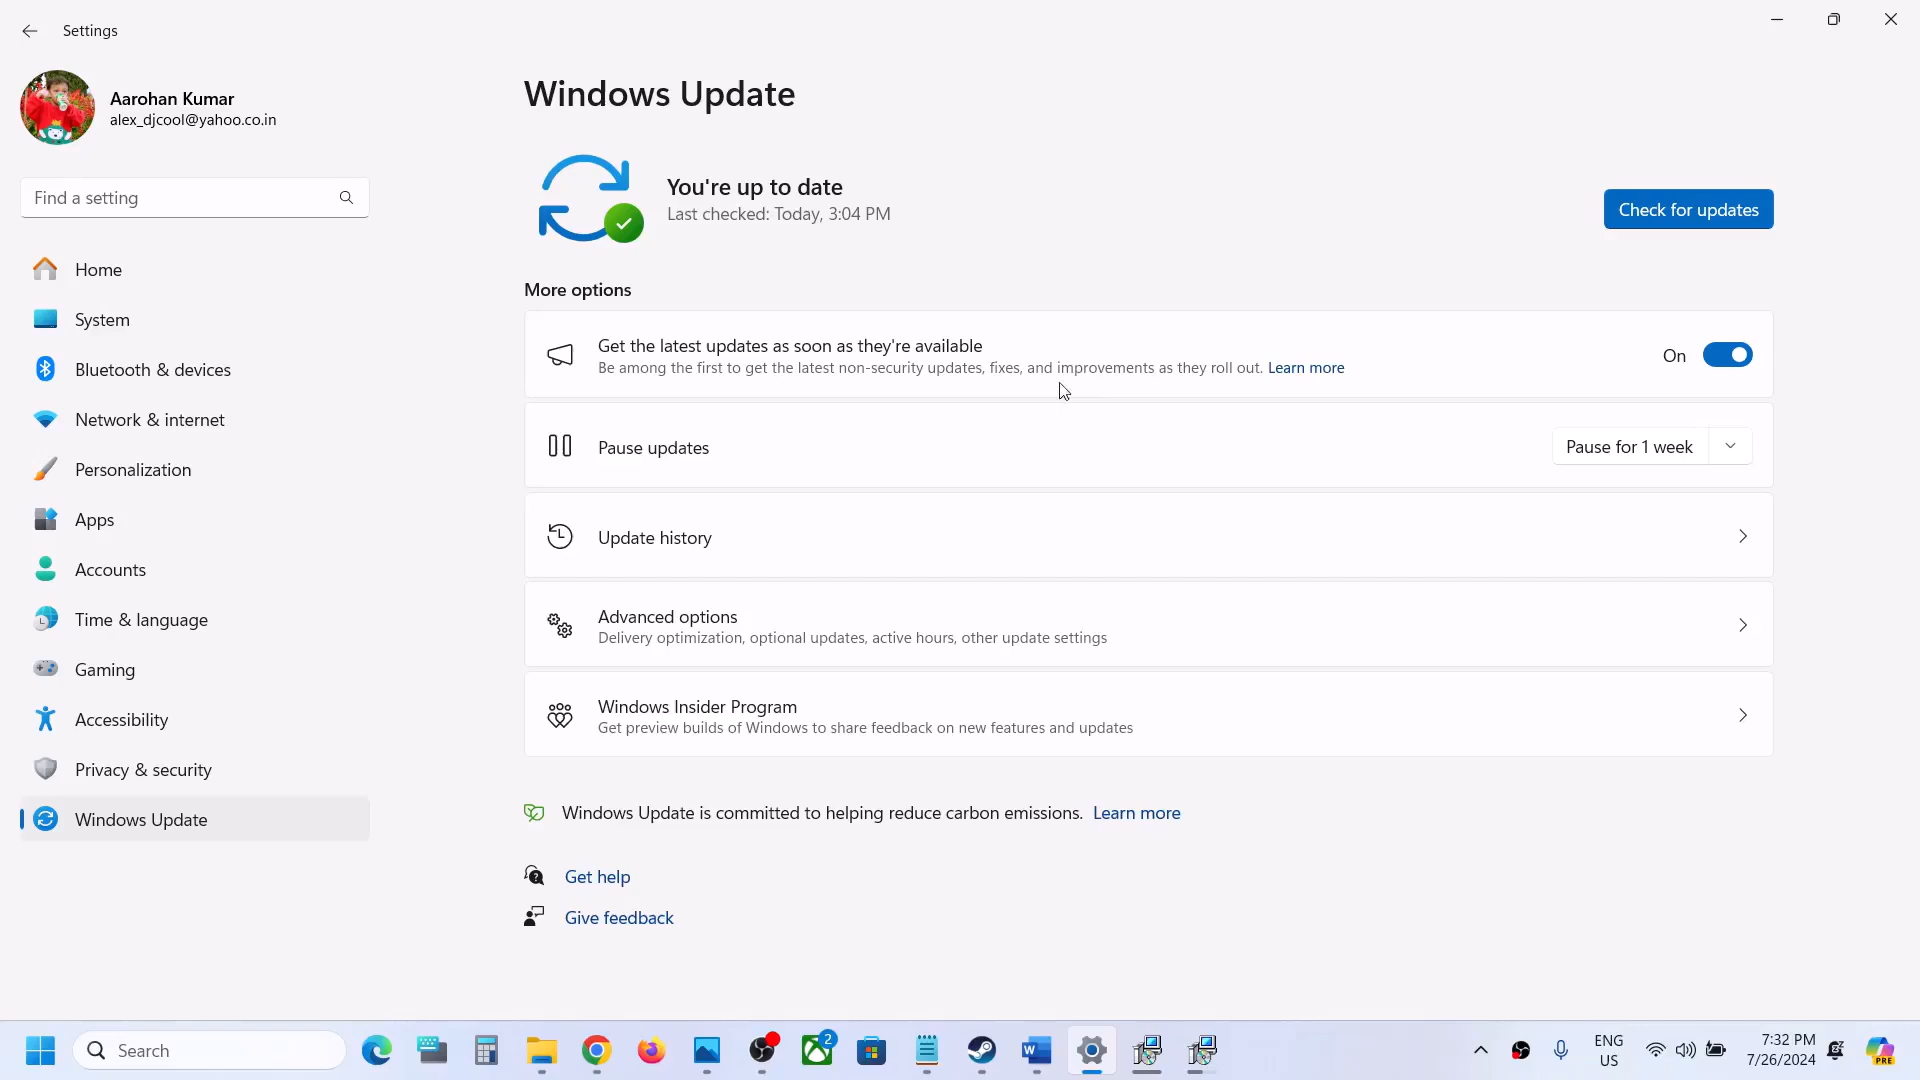 Settings
Aarohan Kumar
alex_djcool@yahoo.co.in
Find a setting
Home
System
Bluetooth & devices
Network & internet
Personalization
Apps
Accounts
Time & language
Gaming
Accessibility
Privacy & security
Windows Update
Windows Update
You're up to date
Last checked: Today, 3:04 PM
Check for updates
More options
Get the latest updates as soon as they're available
Be among the first to get the latest non-security updates, fixes, and improvements as they roll out. Learn more
On
Pause updates
Pause for 1 week
Update history
Advanced options
Delivery optimization, optional updates, active hours, other update settings
Windows Insider Program
Get preview builds of Windows to share feedback on new features and updates
Windows Update is committed to helping reduce carbon emissions. Learn more
Get help
Give feedback
Search
2
ENG
US
7:32 PM
7/26/2024
PRE